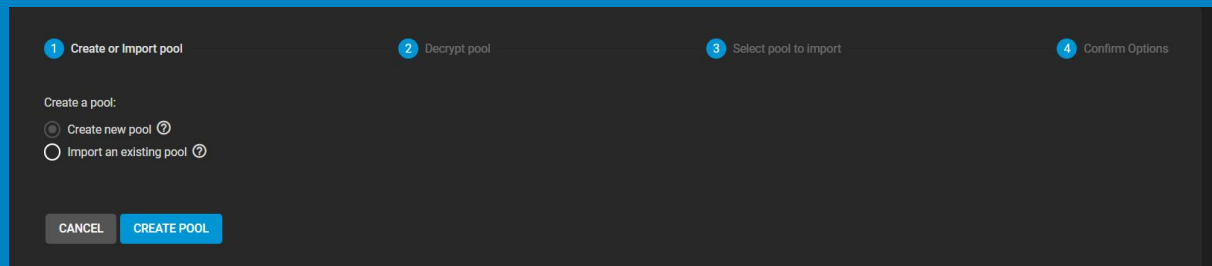 1 Create or Import pool
2 Decrypt pool
3 Select pool to import
4 Confirm Options
Create a pool:
Create new pool ?
Import an existing pool ?
CANCEL
CREATE POOL